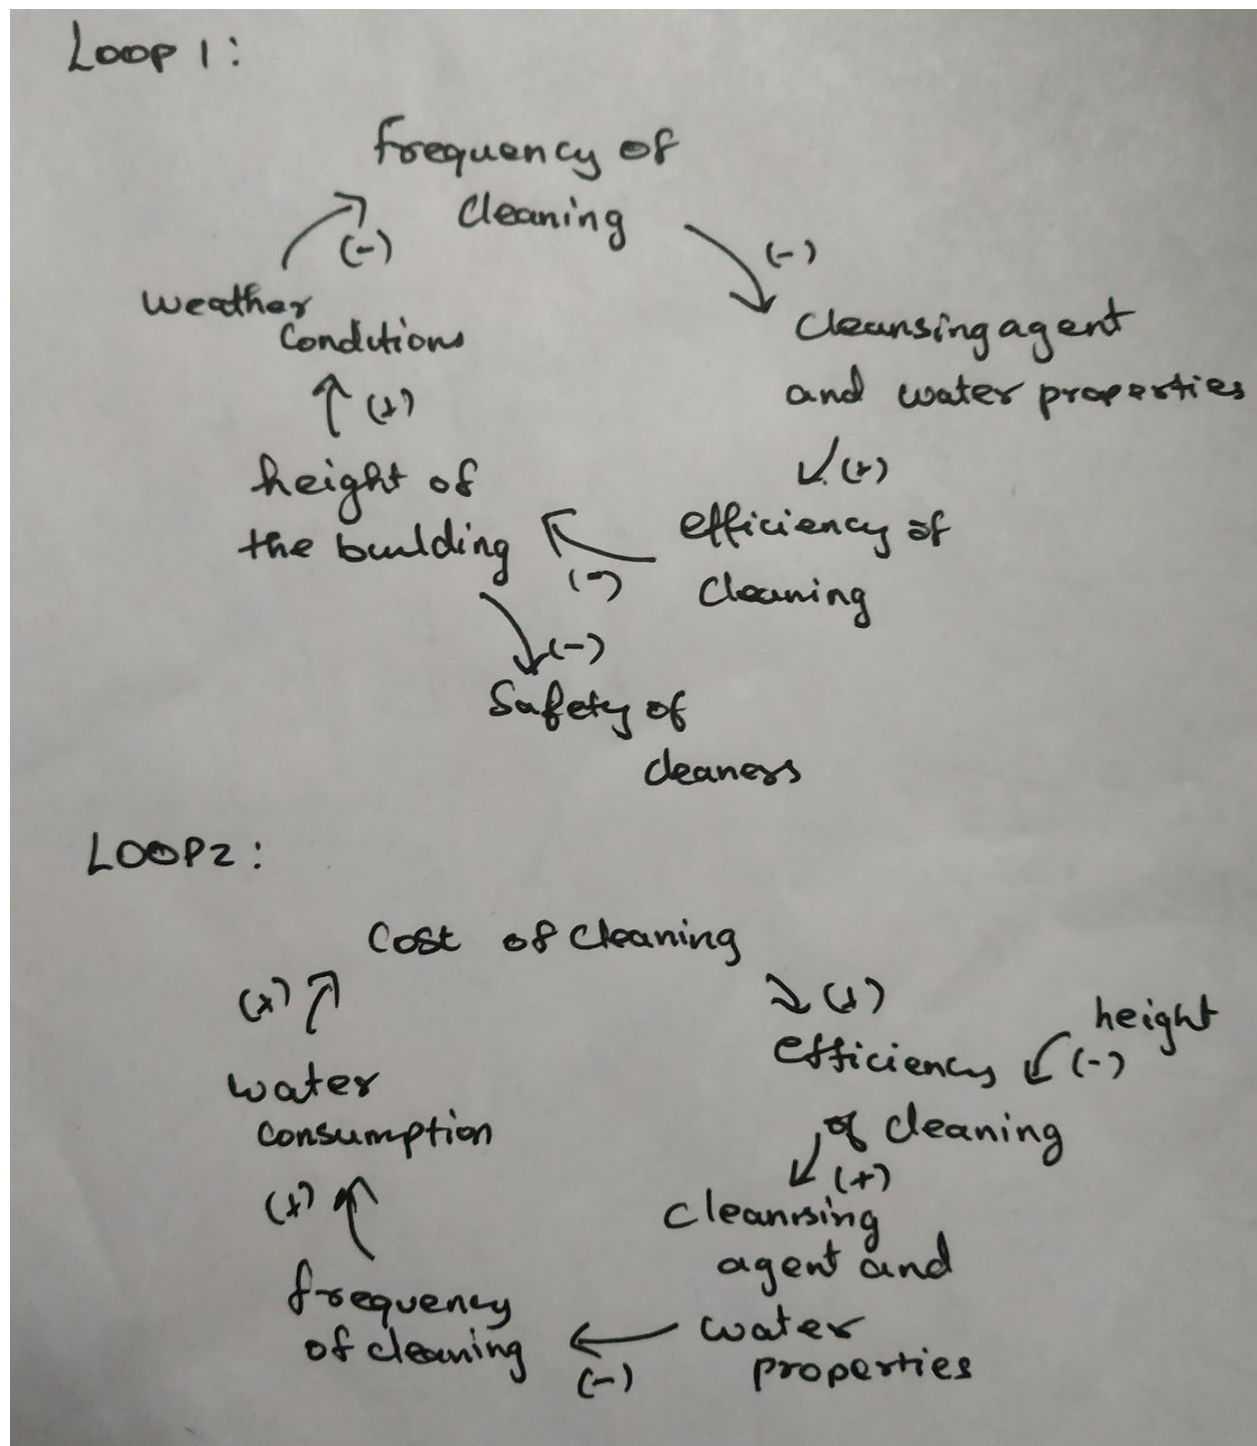 Loop 1:
Frequency of
Cleaning
(-)
(-)
weather
Conditions
Cleansing agent
and water properties
(+)
(+)
height of
the building
efficiency of
Cleaning
(-)
(-)
Safety of
cleaners
LOOP2:
Cost of Cleaning
(+)
(+)
height
efficiency
(-)
of cleaning
water
consumption
(+)
(+)
cleanising
agent and
water
properties
frequency
of cleaning
(-)